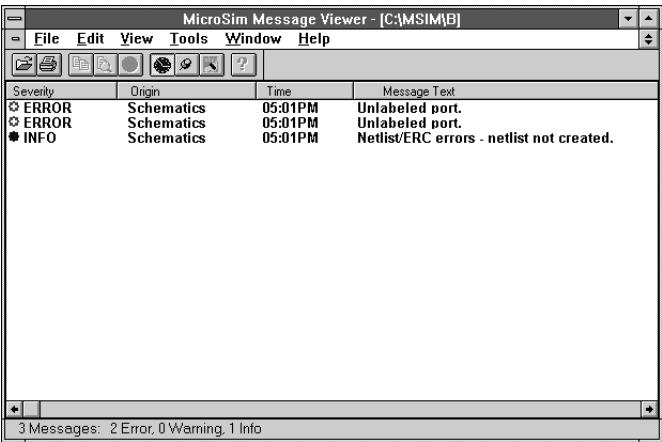 MicroSim Message Viewer - [C:\MSIM\B]
File Edit View Tools Window Help
?
Severity Origin Time Message Text
ERROR Schematics 05:01PM Unlabeled port.
ERROR Schematics 05:01PM Unlabeled port.
INFO Schematics 05:01PM Netlist/ERC errors - netlist not created.
3 Messages: 2 Error, 0 Warning, 1 Info